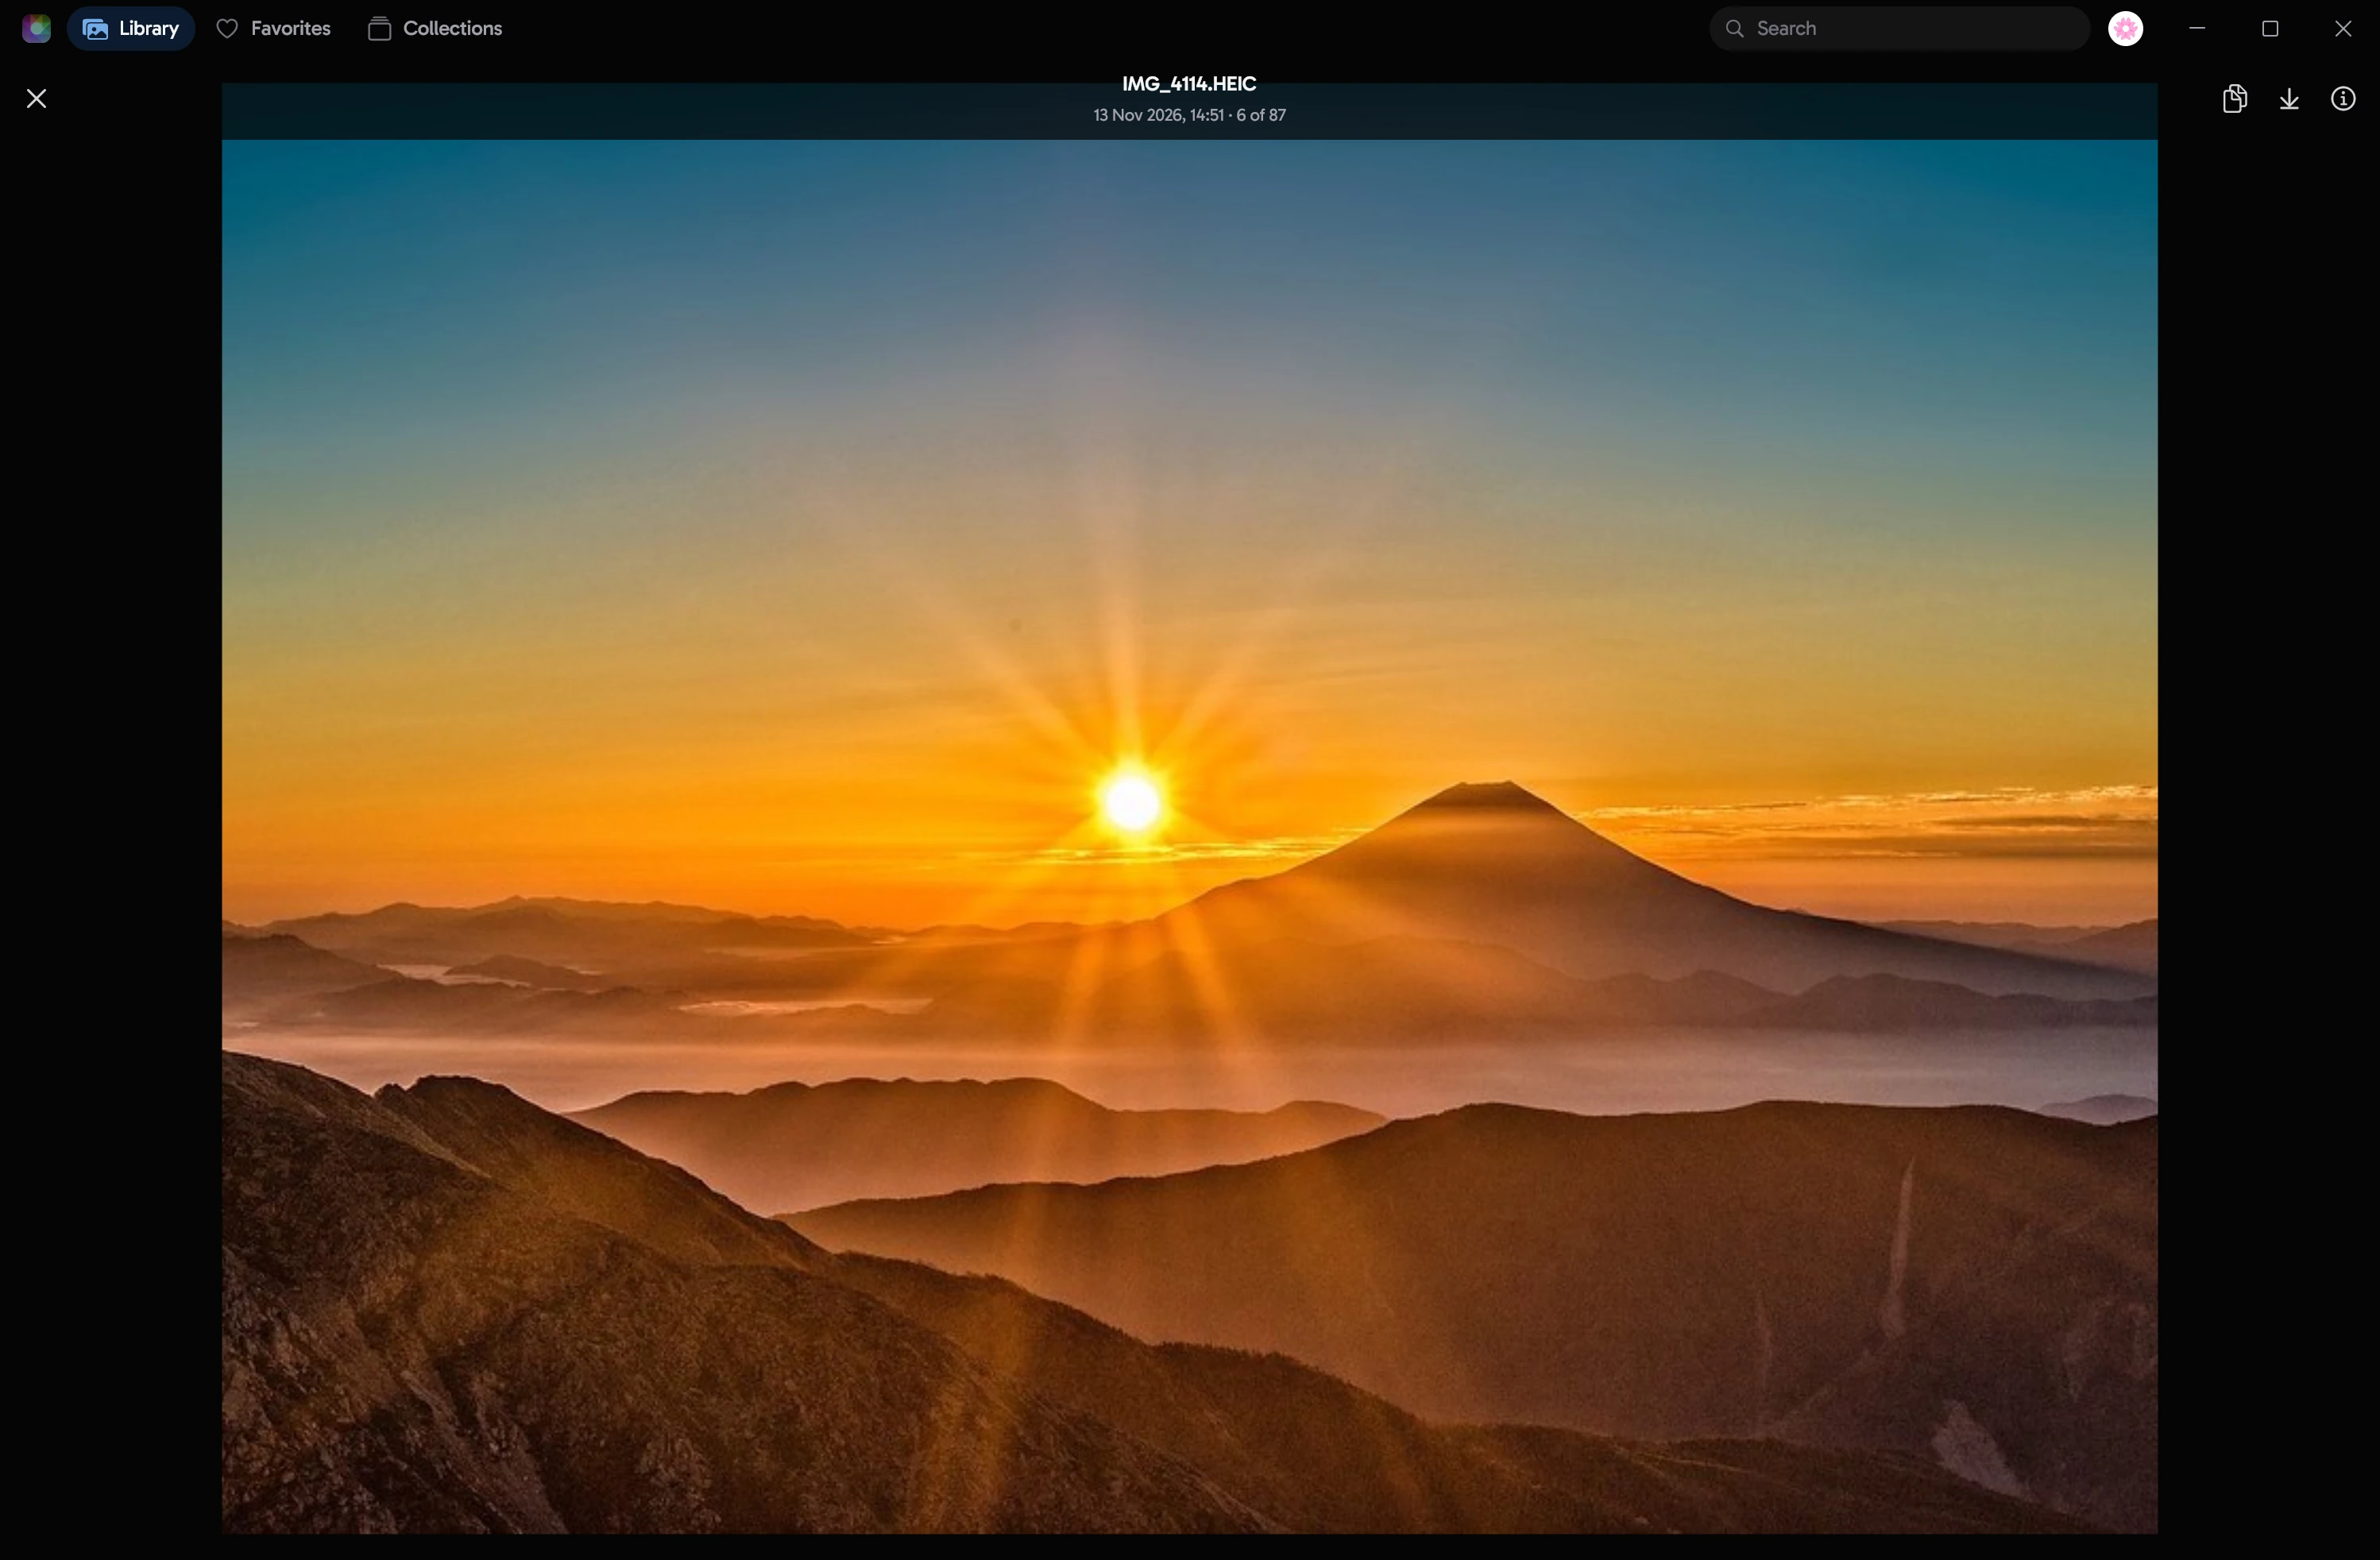 Library
Favorites
Collections
Search
IMG_4114.HEIC
13 Nov 2026, 14:51 · 6 of 87